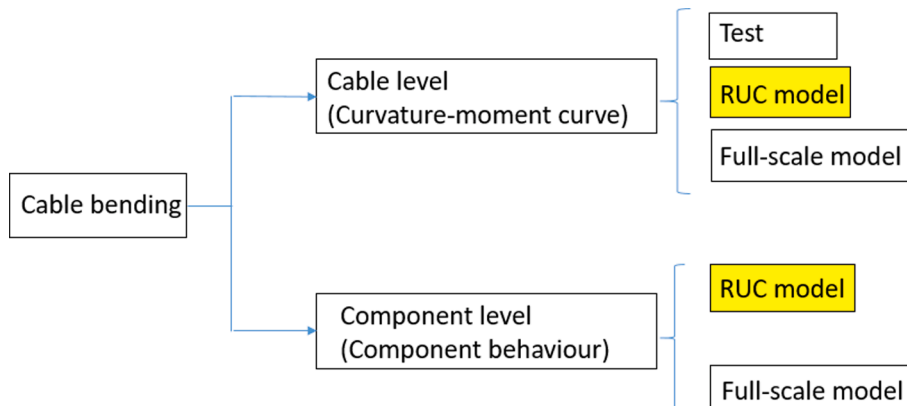 Cable bending
Cable level
(Curvature-moment curve)
Test
RUC model
Full-scale model
Component level
(Component behaviour)
RUC model
Full-scale model